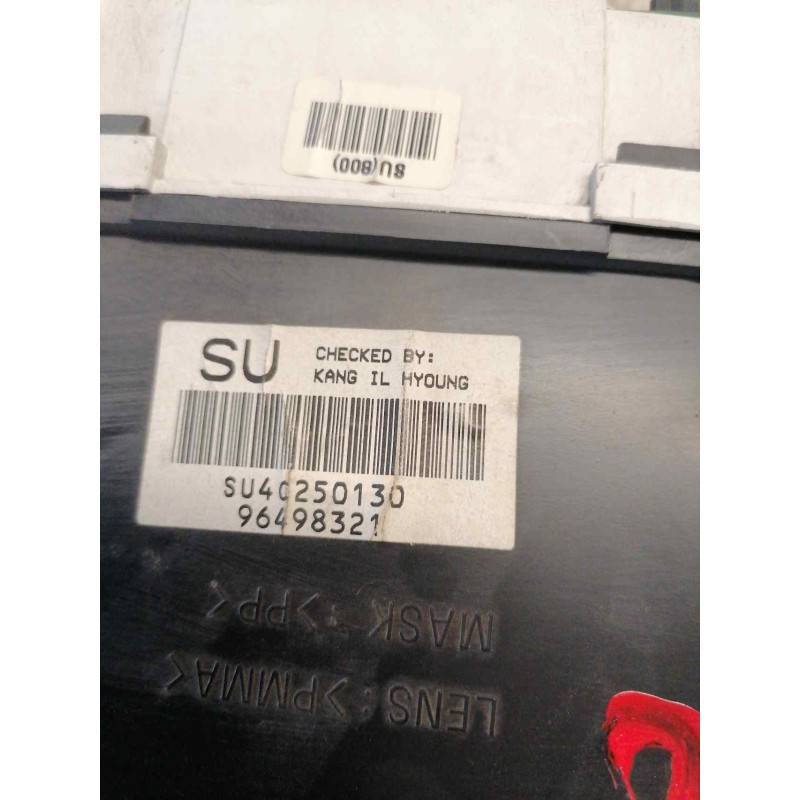 SU(800)
SU
CHECKED BY:
KANG IL HYOUNG
SU40250130
96498321
MASK : >PP<
LENS : >PMMA<